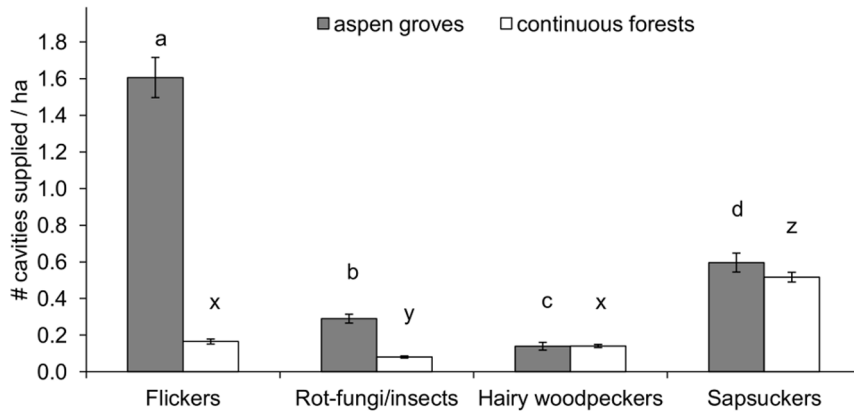 aspen groves continuous forests
# cavities supplied / ha
1.8
1.6
1.4
1.2
1.0
0.8
0.6
0.4
0.2
0.0
a
x
b
y
c
x
d
z
Flickers Rot-fungi/insects Hairy woodpeckers Sapsuckers